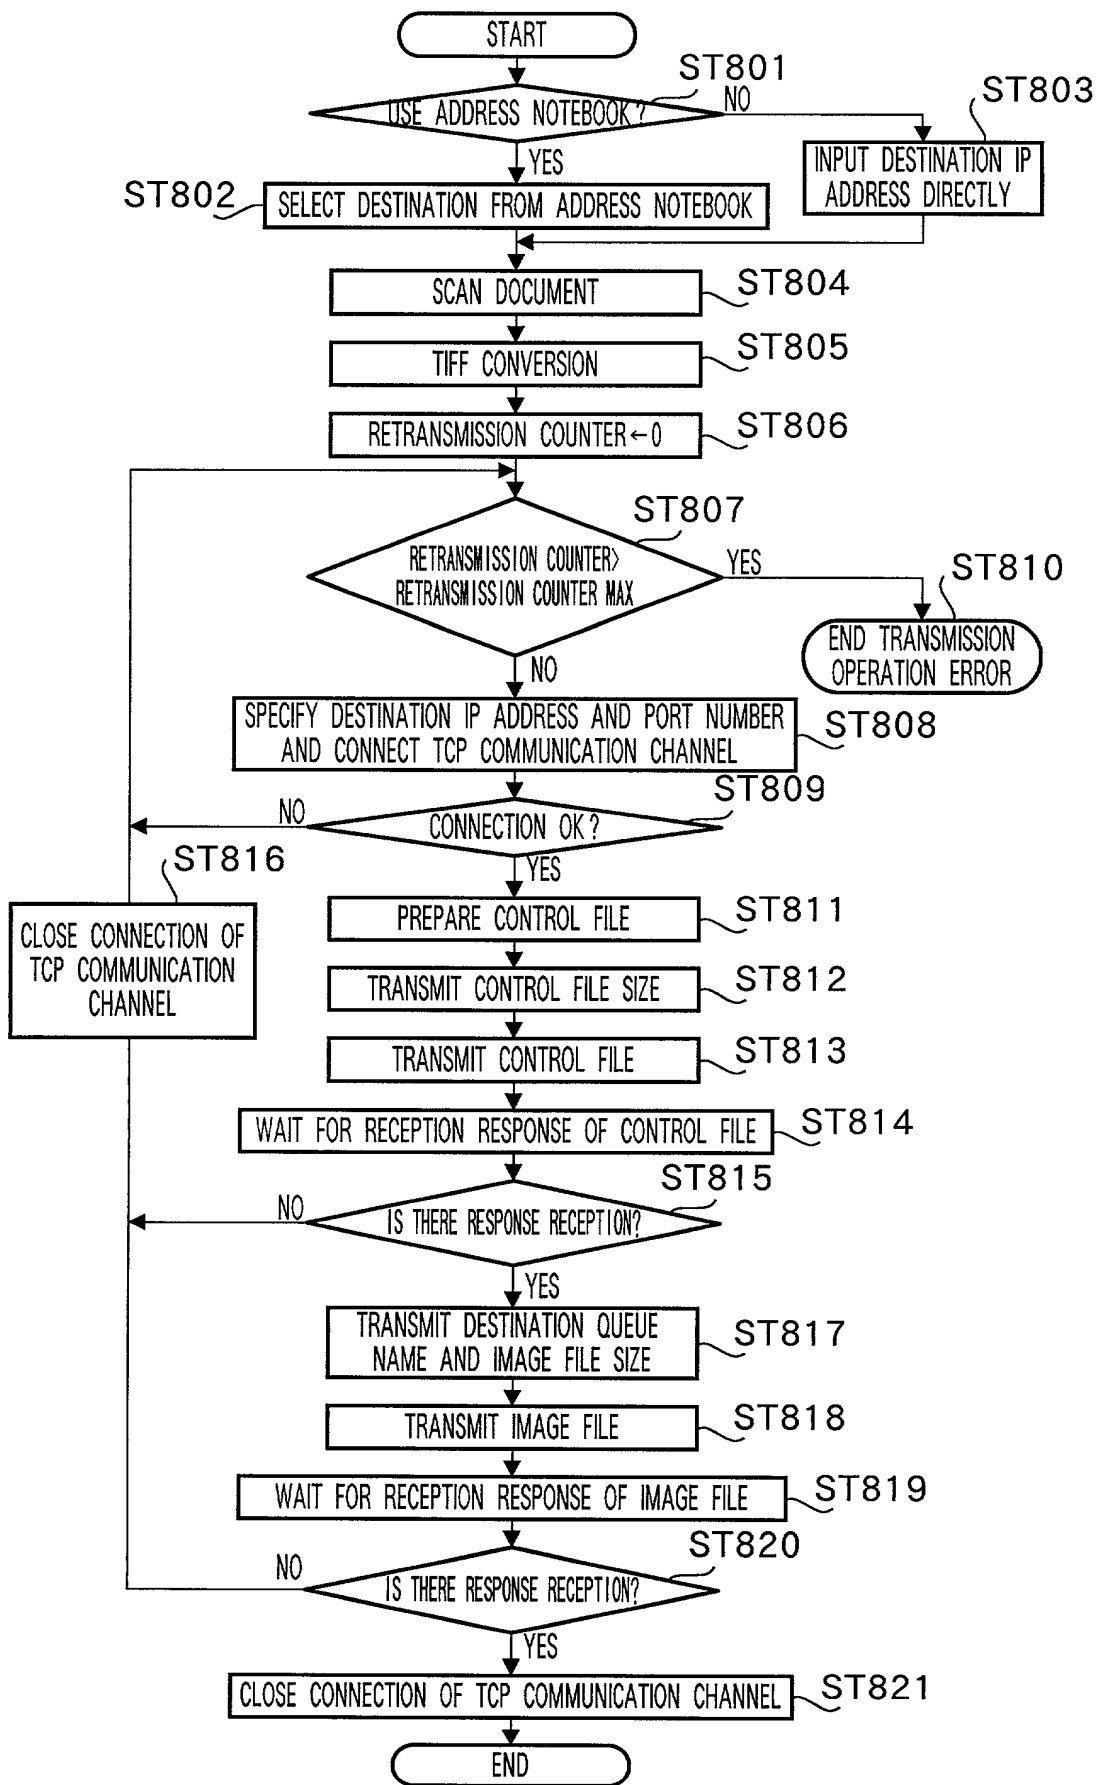 START
ST801
USE ADDRESS NOTEBOOK?
NO
ST803
YES
INPUT DESTINATION IP
ADDRESS DIRECTLY
ST802
SELECT DESTINATION FROM ADDRESS NOTEBOOK
SCAN DOCUMENT
ST804
TIFF CONVERSION
ST805
RETRANSMISSION COUNTER←0
ST806
ST807
RETRANSMISSION COUNTER>
RETRANSMISSION COUNTER MAX
YES
ST810
END TRANSMISSION
OPERATION ERROR
NO
SPECIFY DESTINATION IP ADDRESS AND PORT NUMBER
AND CONNECT TCP COMMUNICATION CHANNEL
ST808
ST809
NO
CONNECTION OK?
YES
ST816
CLOSE CONNECTION OF
TCP COMMUNICATION
CHANNEL
PREPARE CONTROL FILE
ST811
TRANSMIT CONTROL FILE SIZE
ST812
TRANSMIT CONTROL FILE
ST813
WAIT FOR RECEPTION RESPONSE OF CONTROL FILE
ST814
ST815
NO
IS THERE RESPONSE RECEPTION?
YES
TRANSMIT DESTINATION QUEUE
NAME AND IMAGE FILE SIZE
ST817
TRANSMIT IMAGE FILE
ST818
WAIT FOR RECEPTION RESPONSE OF IMAGE FILE
ST819
ST820
NO
IS THERE RESPONSE RECEPTION?
YES
CLOSE CONNECTION OF TCP COMMUNICATION CHANNEL
ST821
END